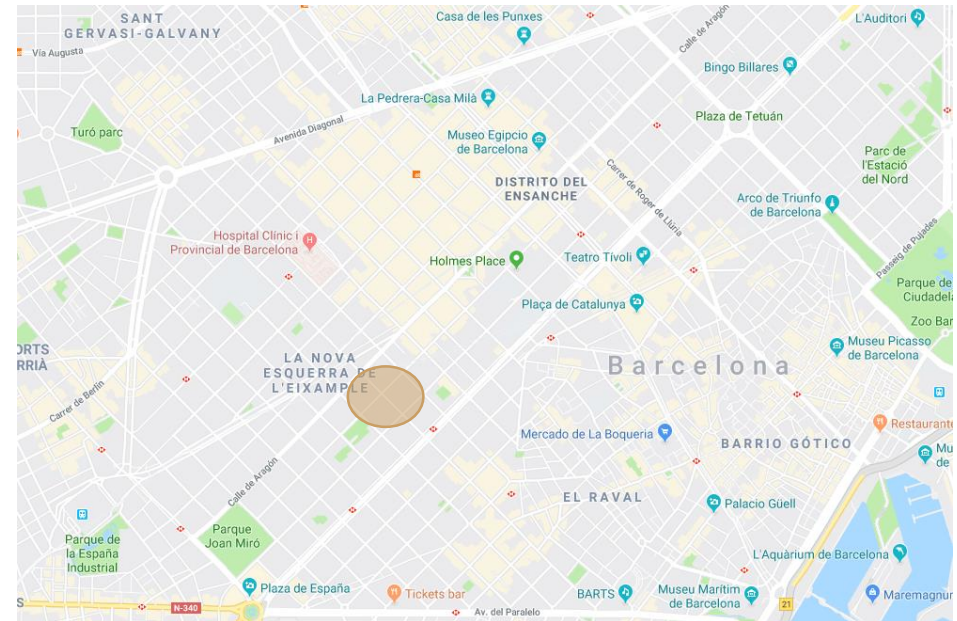 SANT
GERVASI-GALVANY
Casa de les Punxes
Calle de Aragón
L'Auditori
Vía Augusta
Bingo Billares
La Pedrera-Casa Milà
Avenida Diagonal
Turó parc
Plaza de Tetuán
Museo Egipcio
de Barcelona
Parc de
l'Estació
del Nord
DISTRITO DEL
ENSANCHE
Carrer de Roger de Llúria
Arco de Triunfo
de Barcelona
Hospital Clínic i
Provincial de Barcelona
Passeig de Pujades
Holmes Place
Teatro Tívoli
Parque de
Ciudadela
Plaça de Catalunya
Zoo Bar
ORTS
RRIÀ
Museu Picasso
de Barcelona
LA NOVA
ESQUERRA DE
L'EIXAMPLE
Barcelona
Carrer de Berlín
Mercado de La Boqueria
Restaurante
BARRIO GÓTICO
Mu
de
Calle de Aragón
EL RAVAL
Palacio Güell
Parque
Joan Miró
Parque de
la España
Industrial
L'Aquàrium de Barcelona
Plaza de España
Tickets bar
BARTS
Museu Marítim
de Barcelona
Maremagnum
S
N-340
Av. del Paralelo
21